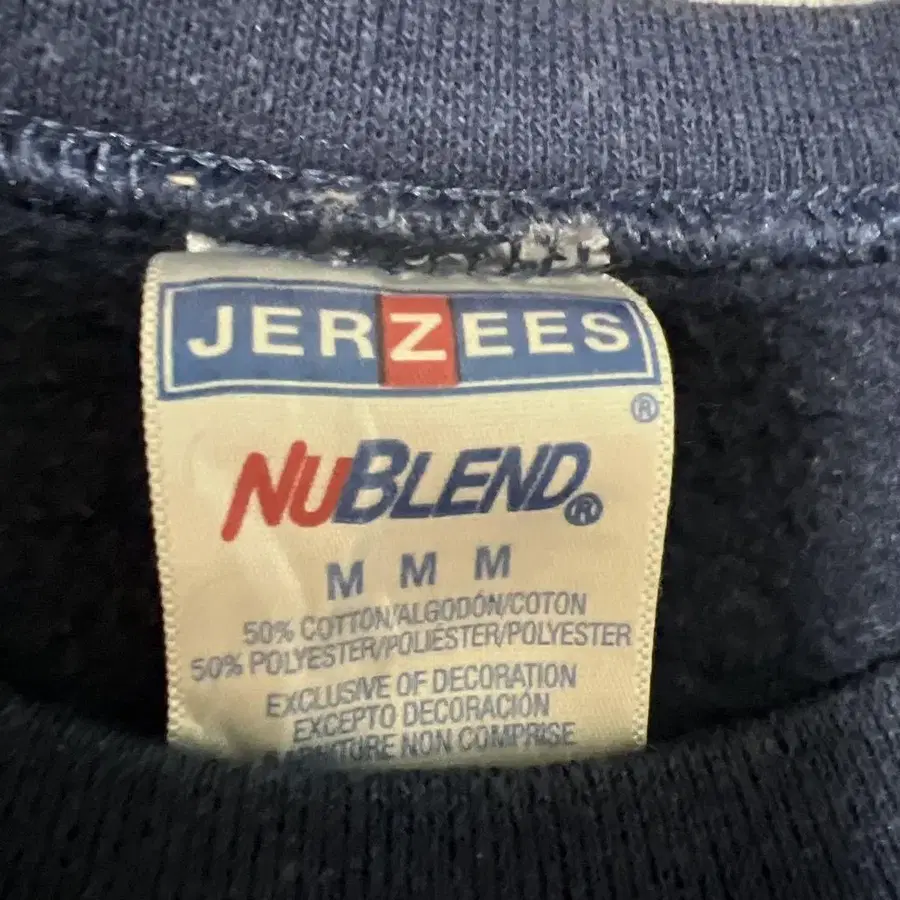 JERZEES
®
NUBLEND®
M M M
50% COTTON/ALGODÓN/COTON
50% POLYESTER/POLIÉSTER/POLYESTER
EXCLUSIVE OF DECORATION
EXCEPTO DECORACIÓN
NON COMPRISE